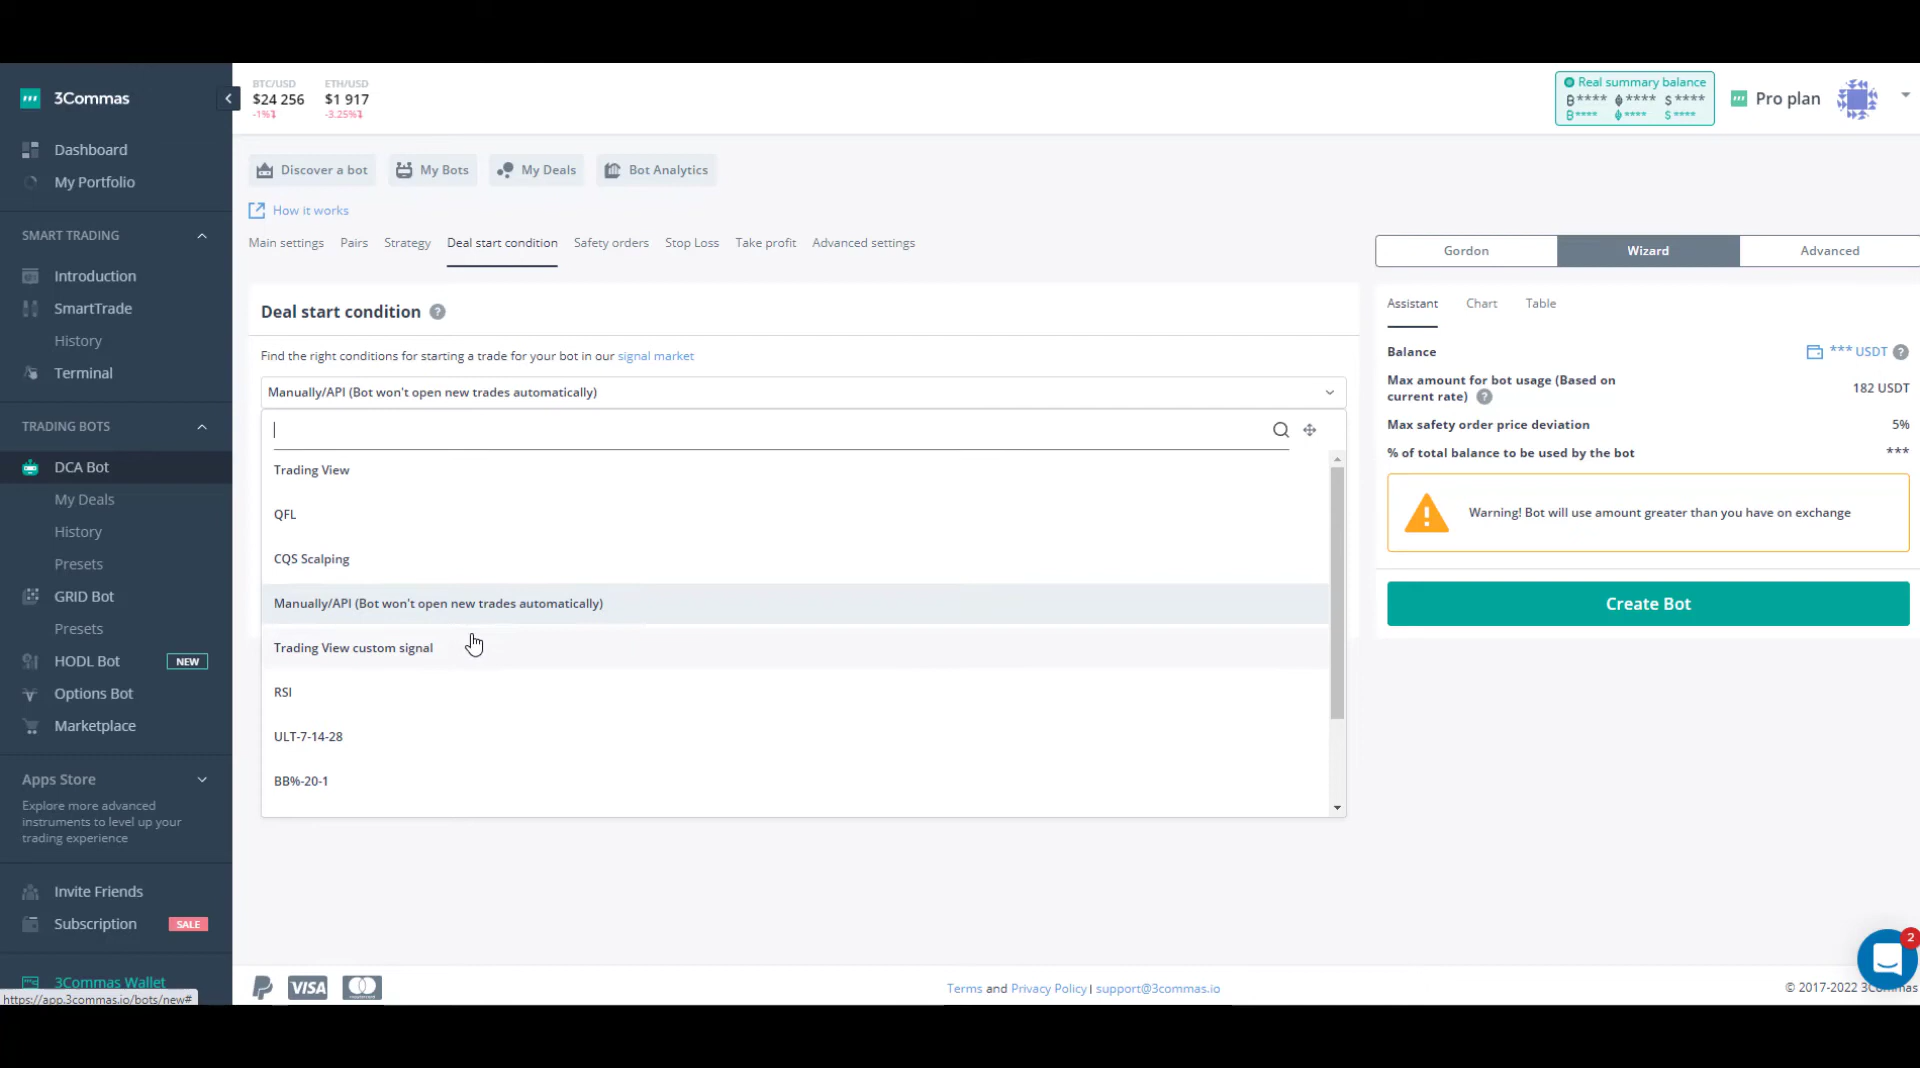 3Commas
BTC/USD ETH/USD
$24 256 $1 917
-1% -3.25%
Real summary balance
**** **** $ ****
**** **** $ ****
Pro plan
Dashboard
My Portfolio
SMART TRADING
Introduction
SmartTrade
History
Terminal
TRADING BOTS
DCA Bot
My Deals
History
Presets
GRID Bot
Presets
HODL Bot NEW
Options Bot
Marketplace
Apps Store
Explore more advanced
instruments to level up your
trading experience
Invite Friends
Subscription SALE
3Commas Wallet
https://app.3commas.io/bots/new#
Discover a bot My Bots My Deals Bot Analytics
How it works
Main settings Pairs Strategy Deal start condition Safety orders Stop Loss Take profit Advanced settings
Deal start condition ?
Find the right conditions for starting a trade for your bot in our signal market
Manually/API (Bot won't open new trades automatically)
Trading View
QFL
CQS Scalping
Manually/API (Bot won't open new trades automatically)
Trading View custom signal
RSI
ULT-7-14-28
BB%-20-1
Gordon Wizard Advanced
Assistant Chart Table
Balance *** USDT ?
Max amount for bot usage (Based on
current rate) ? 182 USDT
Max safety order price deviation 5%
% of total balance to be used by the bot ***
Warning! Bot will use amount greater than you have on exchange
Create Bot
2
VISA
Terms and Privacy Policy | support@3commas.io
© 2017-2022 3Commas